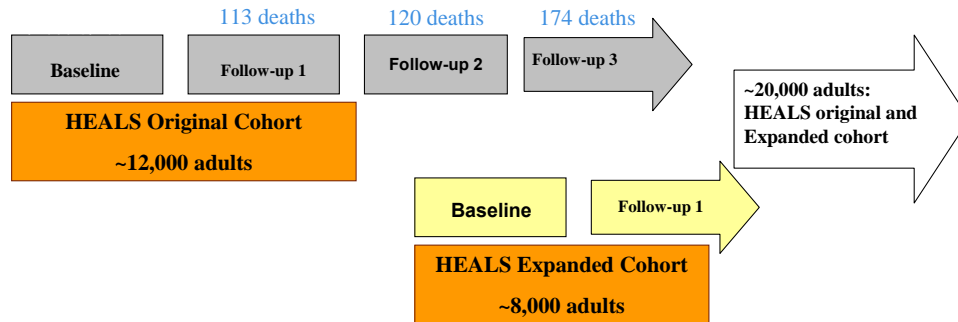 113 deaths
120 deaths
174 deaths
Baseline
Follow-up 1
Follow-up 2
Follow-up 3
HEALS Original Cohort
~12,000 adults
~20,000 adults:
HEALS original and
Expanded cohort
Baseline
Follow-up 1
HEALS Expanded Cohort
~8,000 adults